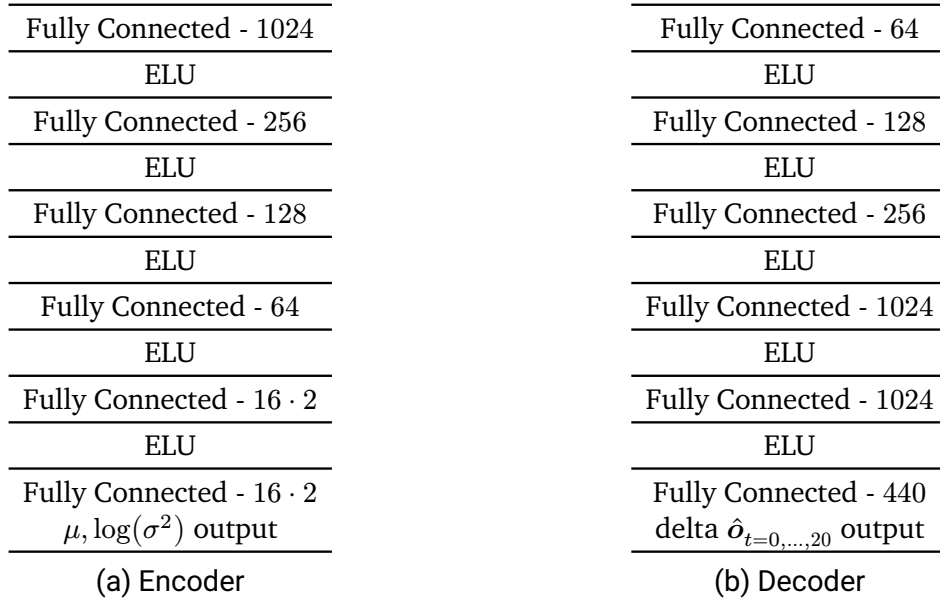 Fully Connected - 1024
ELU
Fully Connected - 256
ELU
Fully Connected - 128
ELU
Fully Connected - 64
ELU
Fully Connected - 16 · 2
ELU
Fully Connected - 16 · 2
μ, log(σ²) output
(a) Encoder
Fully Connected - 64
ELU
Fully Connected - 128
ELU
Fully Connected - 256
ELU
Fully Connected - 1024
ELU
Fully Connected - 1024
ELU
Fully Connected - 440
delta ô_{t=0,...,20} output
(b) Decoder